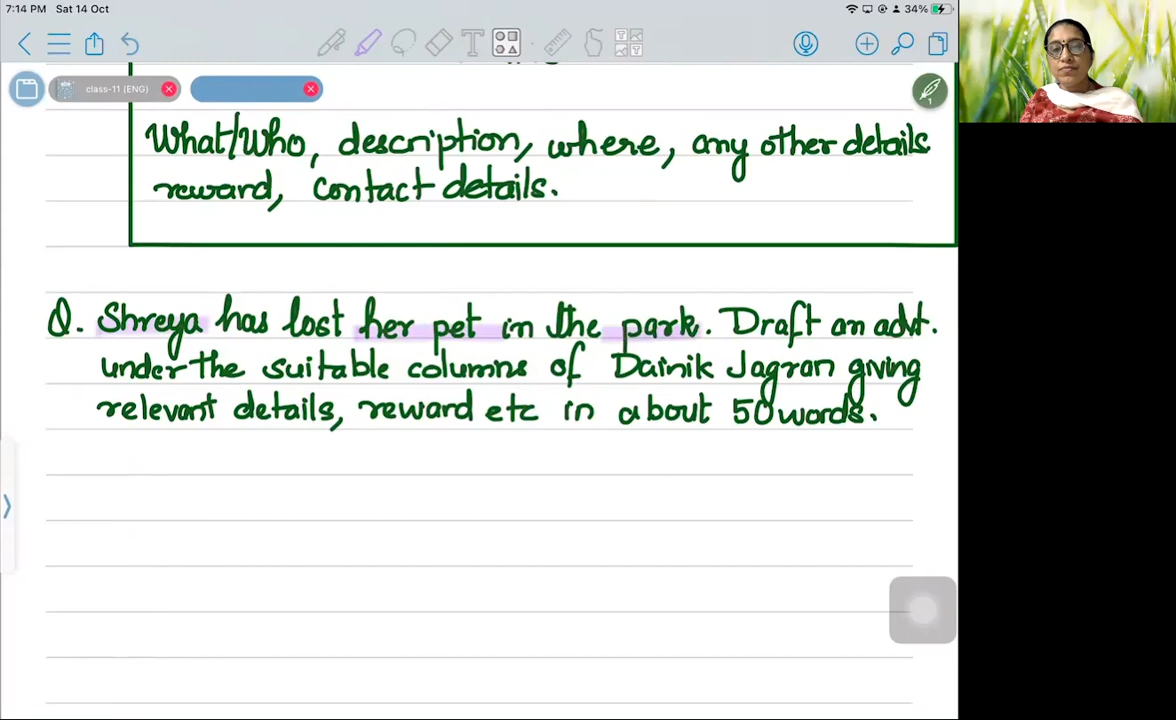 7:14 PM Sat 14 Oct
34%
class-11 (ENG)
What/Who, description, where, any other details
reward, contact details.
Q. Shreya has lost her pet in the park. Draft an advt.
under the suitable columns of Dainik Jagran giving
relevant details, reward etc in about 50 words.